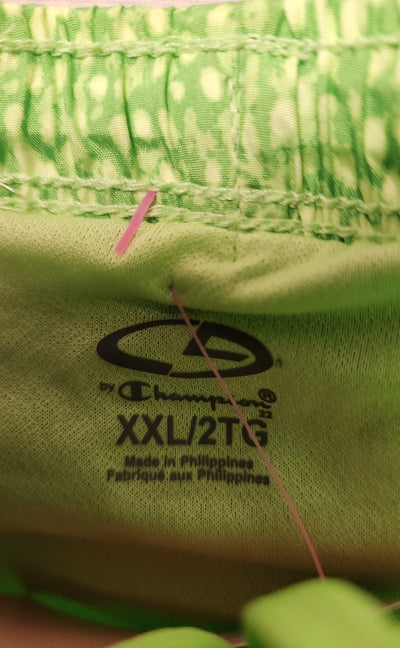 by Champion®
XXL/2TG
Made in Philippines
Fabriqué aux Philippines